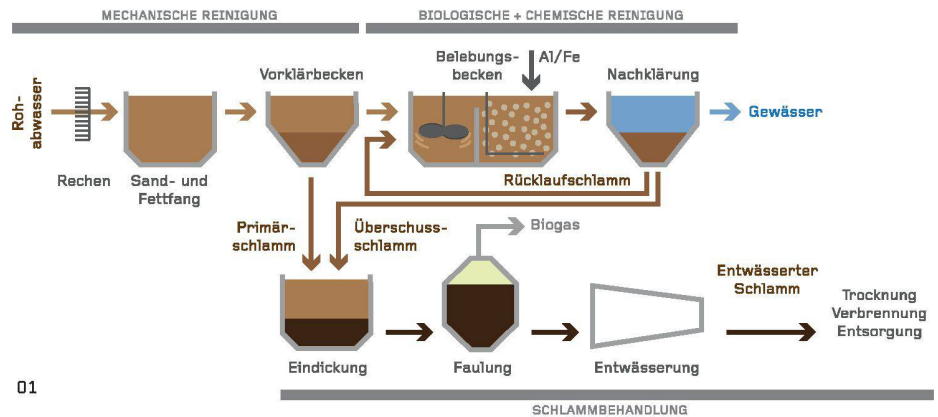 MECHANISCHE REINIGUNG
BIOLOGISCHE + CHEMISCHE REINIGUNG
Roh-
abwasser
Rechen
Sand- und
Fettfang
Vorklärbecken
Belebungs-
becken
Al/Fe
Nachklärung
Gewässer
Rücklaufschlamm
Primär-
schlamm
Überschuss-
schlamm
Biogas
Eindickung
Faulung
Entwässerung
Entwässerter
Schlamm
Trocknung
Verbrennung
Entsorgung
01
SCHLAMMBEHANDLUNG